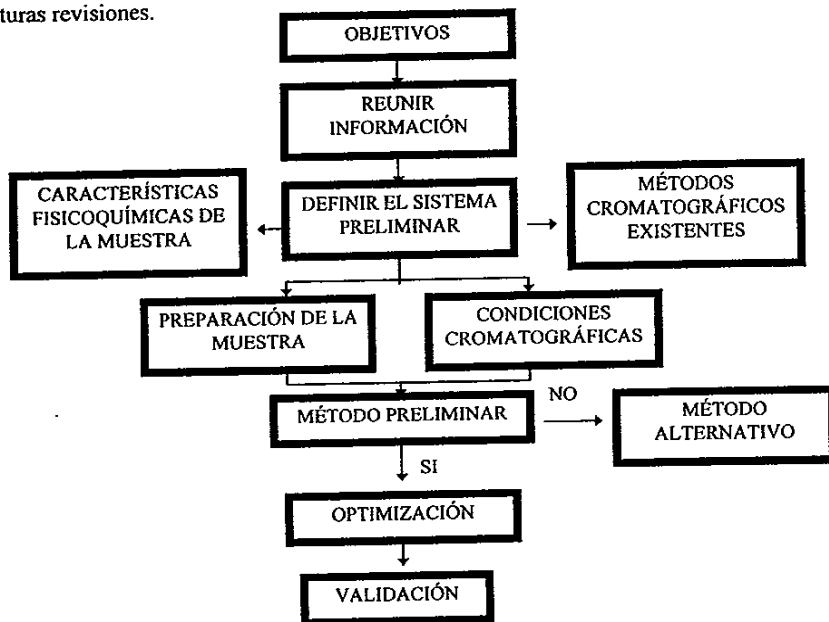 turas revisiones.
OBJETIVOS
REUNIR
INFORMACIÓN
CARACTERÍSTICAS
FISICOQUÍMICAS DE
LA MUESTRA
DEFINIR EL SISTEMA
PRELIMINAR
MÉTODOS
CROMATOGRÁFICOS
EXISTENTES
PREPARACIÓN DE LA
MUESTRA
CONDICIONES
CROMATOGRÁFICAS
MÉTODO PRELIMINAR
NO
MÉTODO
ALTERNATIVO
SI
OPTIMIZACIÓN
VALIDACIÓN